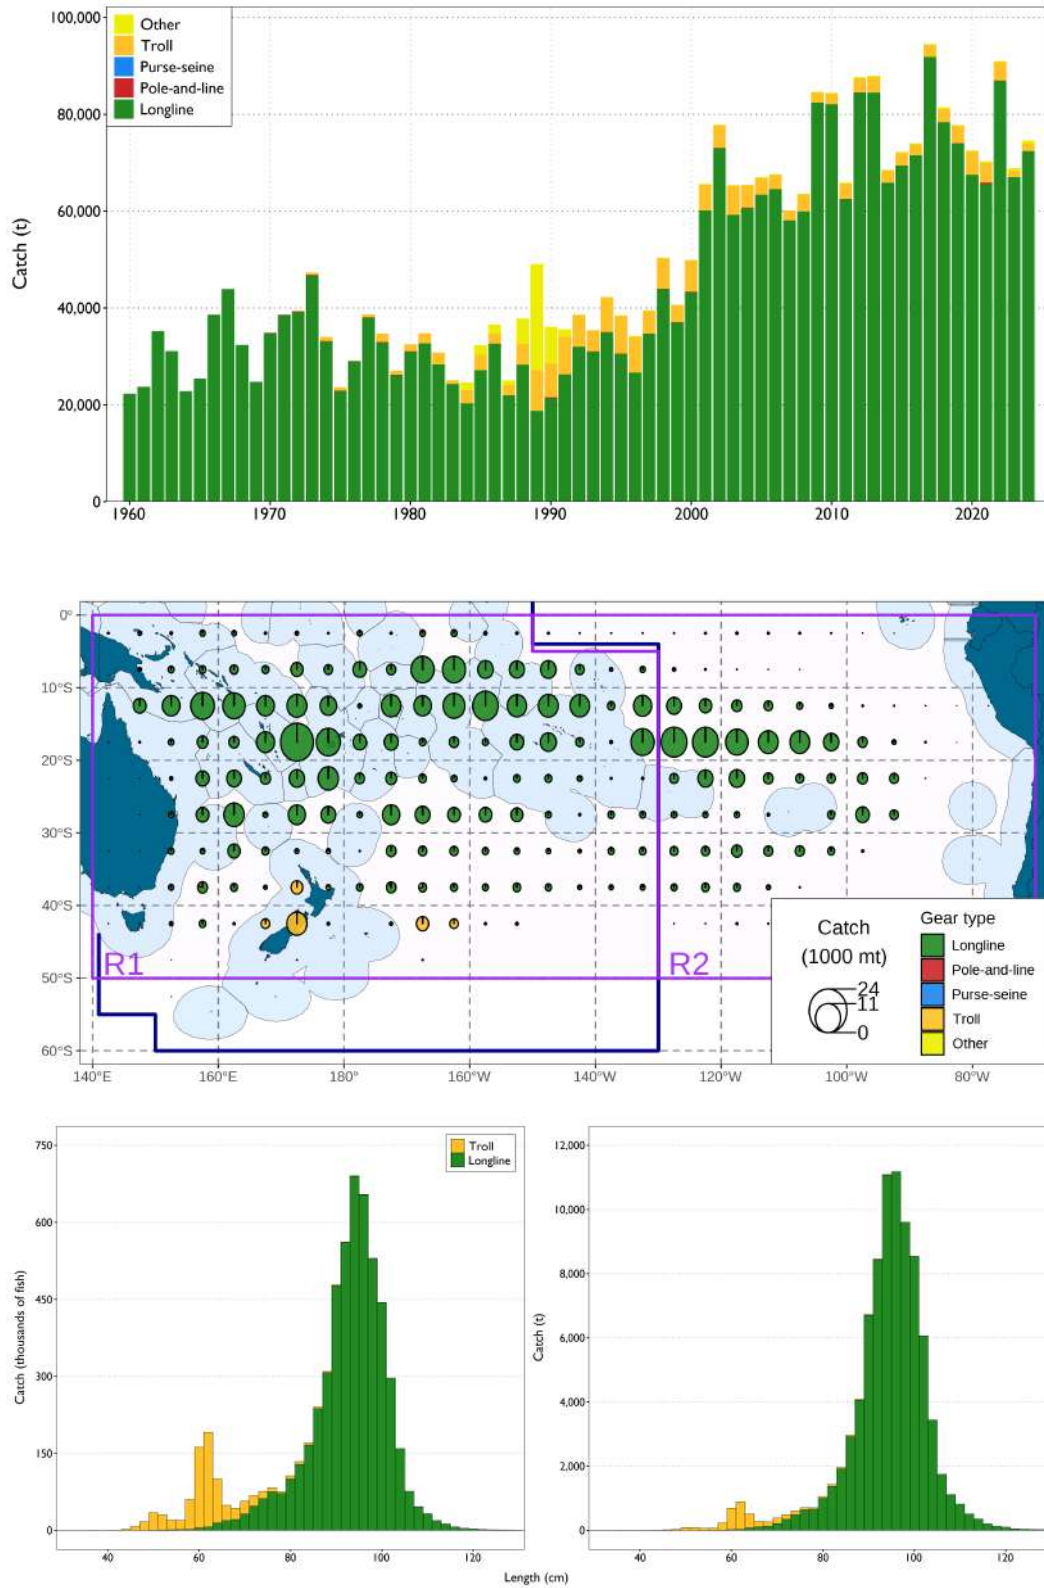 100,000
80,000
60,000
40,000
20,000
0
Catch (t)
Other
Troll
Purse-seine
Pole-and-line
Longline
1960 1970 1980 1990 2000 2010 2020
0°
10°S
20°S
30°S
40°S
50°S
60°S
R1
R2
Catch
(1000 mt)
24
11
0
Gear type
Longline
Pole-and-line
Purse-seine
Troll
Other
140°E 160°E 180° 160°W 140°W 120°W 100°W 80°W
750
600
450
300
150
0
Catch (thousands of fish)
Troll
Longline
40 60 80 100 120
12,000
10,000
8,000
6,000
4,000
2,000
0
Catch (t)
40 60 80 100 120
Length (cm)